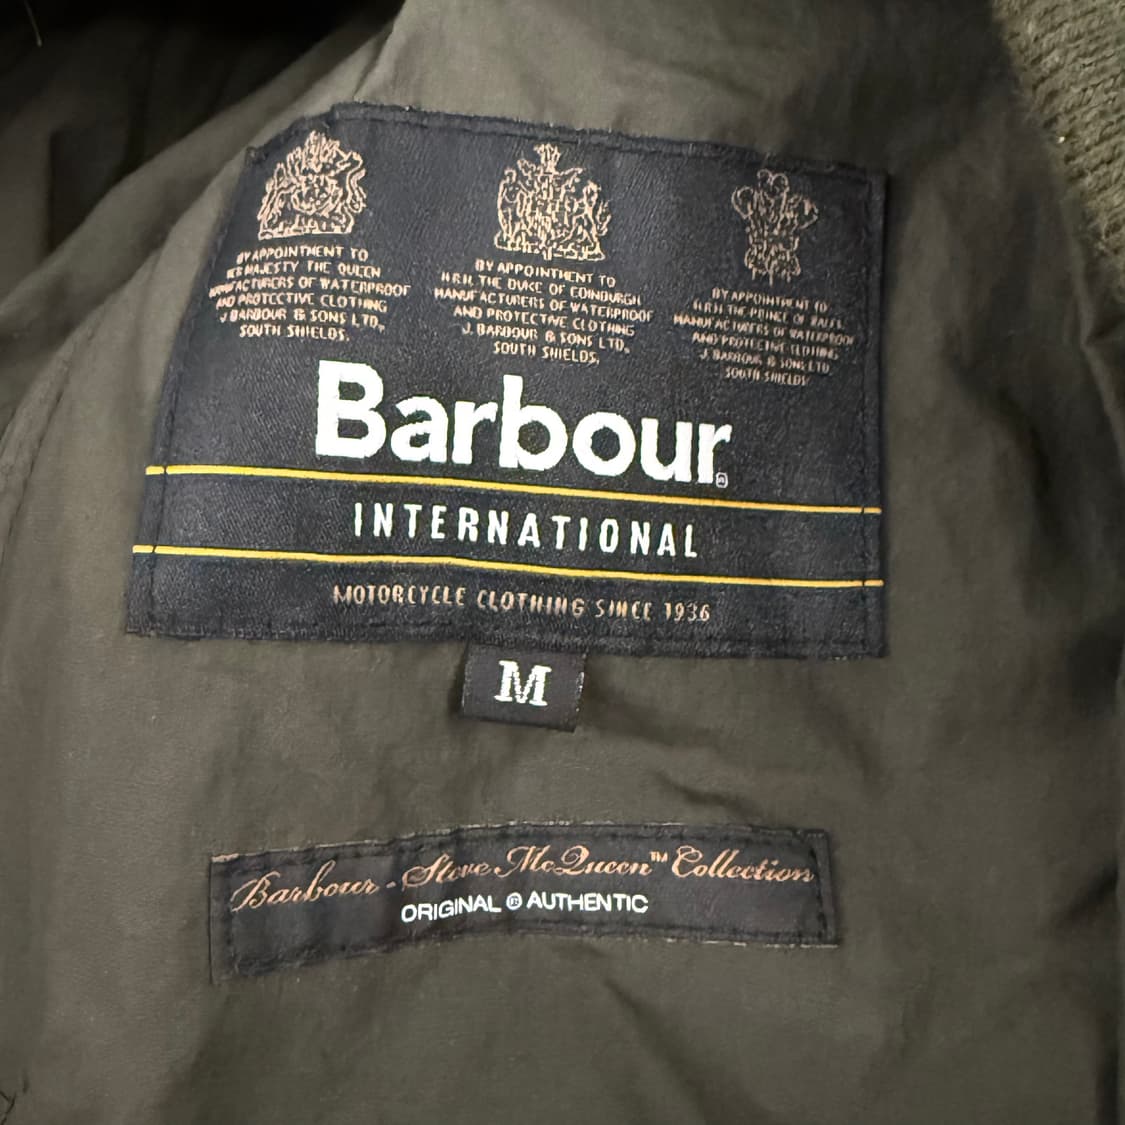 BY APPOINTMENT TO
HER MAJESTY THE QUEEN
MANUFACTURERS OF WATERPROOF
AND PROTECTIVE CLOTHING
J. BARBOUR & SONS LTD.
SOUTH SHIELDS.
BY APPOINTMENT TO
H.R.H. THE DUKE OF EDINBURGH
MANUFACTURERS OF WATERPROOF
AND PROTECTIVE CLOTHING
J. BARBOUR & SONS LTD.
SOUTH SHIELDS.
BY APPOINTMENT TO
H.R.H. THE PRINCE OF WALES
MANUFACTURERS OF WATERPROOF
AND PROTECTIVE CLOTHING
J. BARBOUR & SONS LTD
SOUTH SHIELDS
Barbour®
INTERNATIONAL
MOTORCYCLE CLOTHING SINCE 1936
M
Barbour - Steve McQueen™ Collection
ORIGINAL ® AUTHENTIC